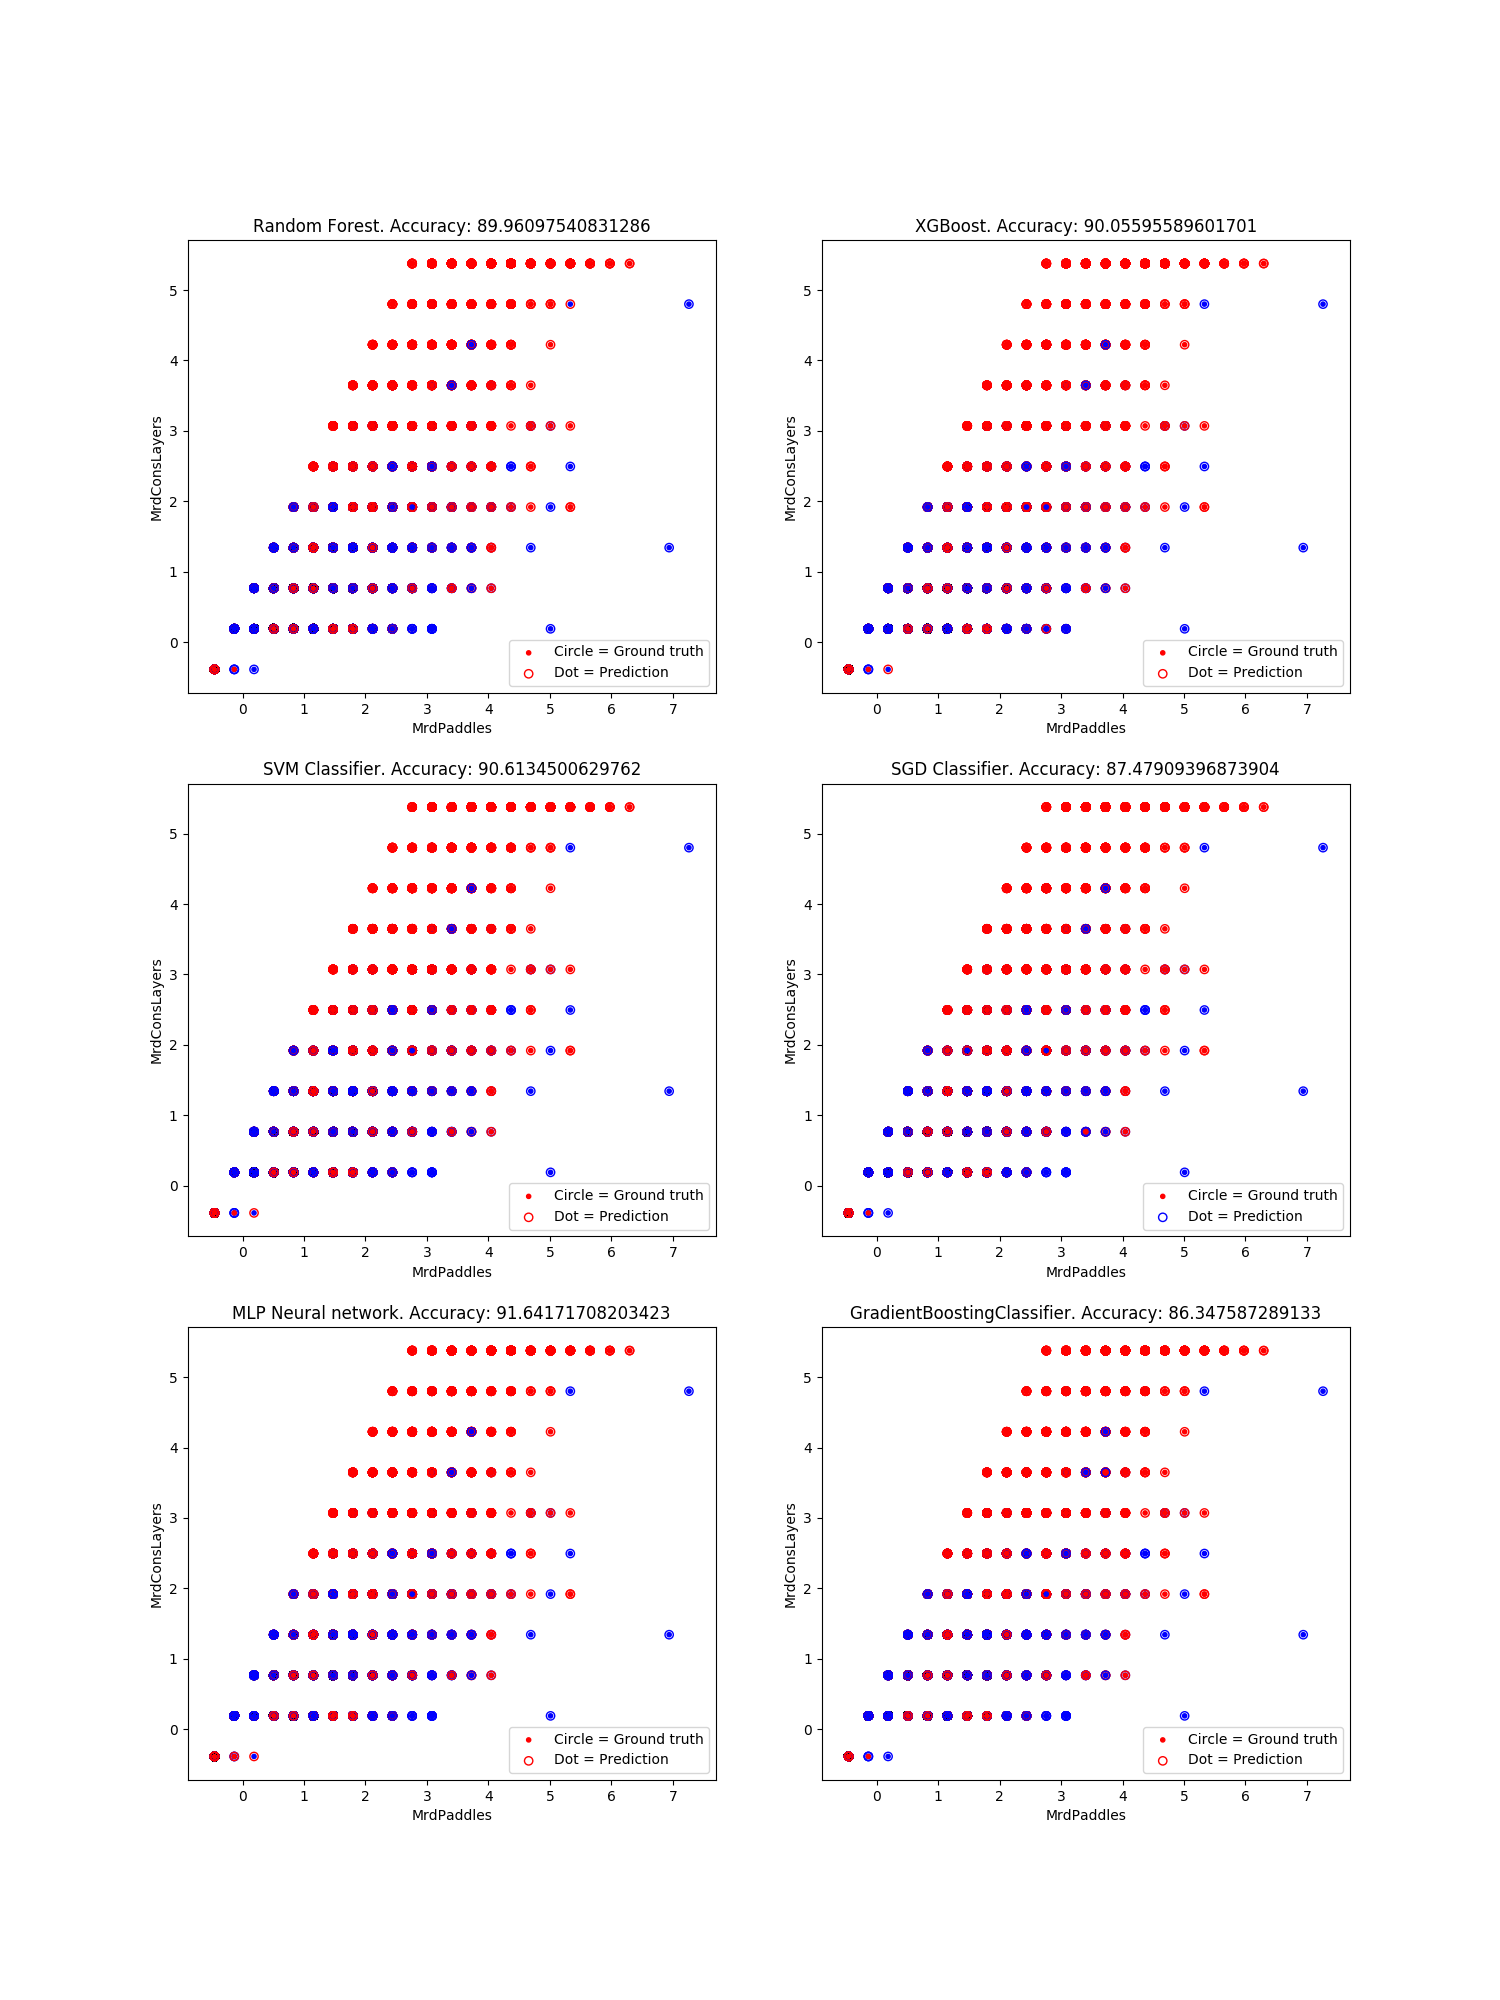 Random Forest. Accuracy: 89.96097540831286
MrdConsLayers
5
4
3
2
1
0
Circle = Ground truth
Dot = Prediction
0 1 2 3 4 5 6 7
MrdPaddles
XGBoost. Accuracy: 90.05595589601701
MrdConsLayers
5
4
3
2
1
0
Circle = Ground truth
Dot = Prediction
0 1 2 3 4 5 6 7
MrdPaddles
SVM Classifier. Accuracy: 90.6134500629762
MrdConsLayers
5
4
3
2
1
0
Circle = Ground truth
Dot = Prediction
0 1 2 3 4 5 6 7
MrdPaddles
SGD Classifier. Accuracy: 87.47909396873904
MrdConsLayers
5
4
3
2
1
0
Circle = Ground truth
Dot = Prediction
0 1 2 3 4 5 6 7
MrdPaddles
MLP Neural network. Accuracy: 91.64171708203423
MrdConsLayers
5
4
3
2
1
0
Circle = Ground truth
Dot = Prediction
0 1 2 3 4 5 6 7
MrdPaddles
GradientBoostingClassifier. Accuracy: 86.347587289133
MrdConsLayers
5
4
3
2
1
0
Circle = Ground truth
Dot = Prediction
0 1 2 3 4 5 6 7
MrdPaddles